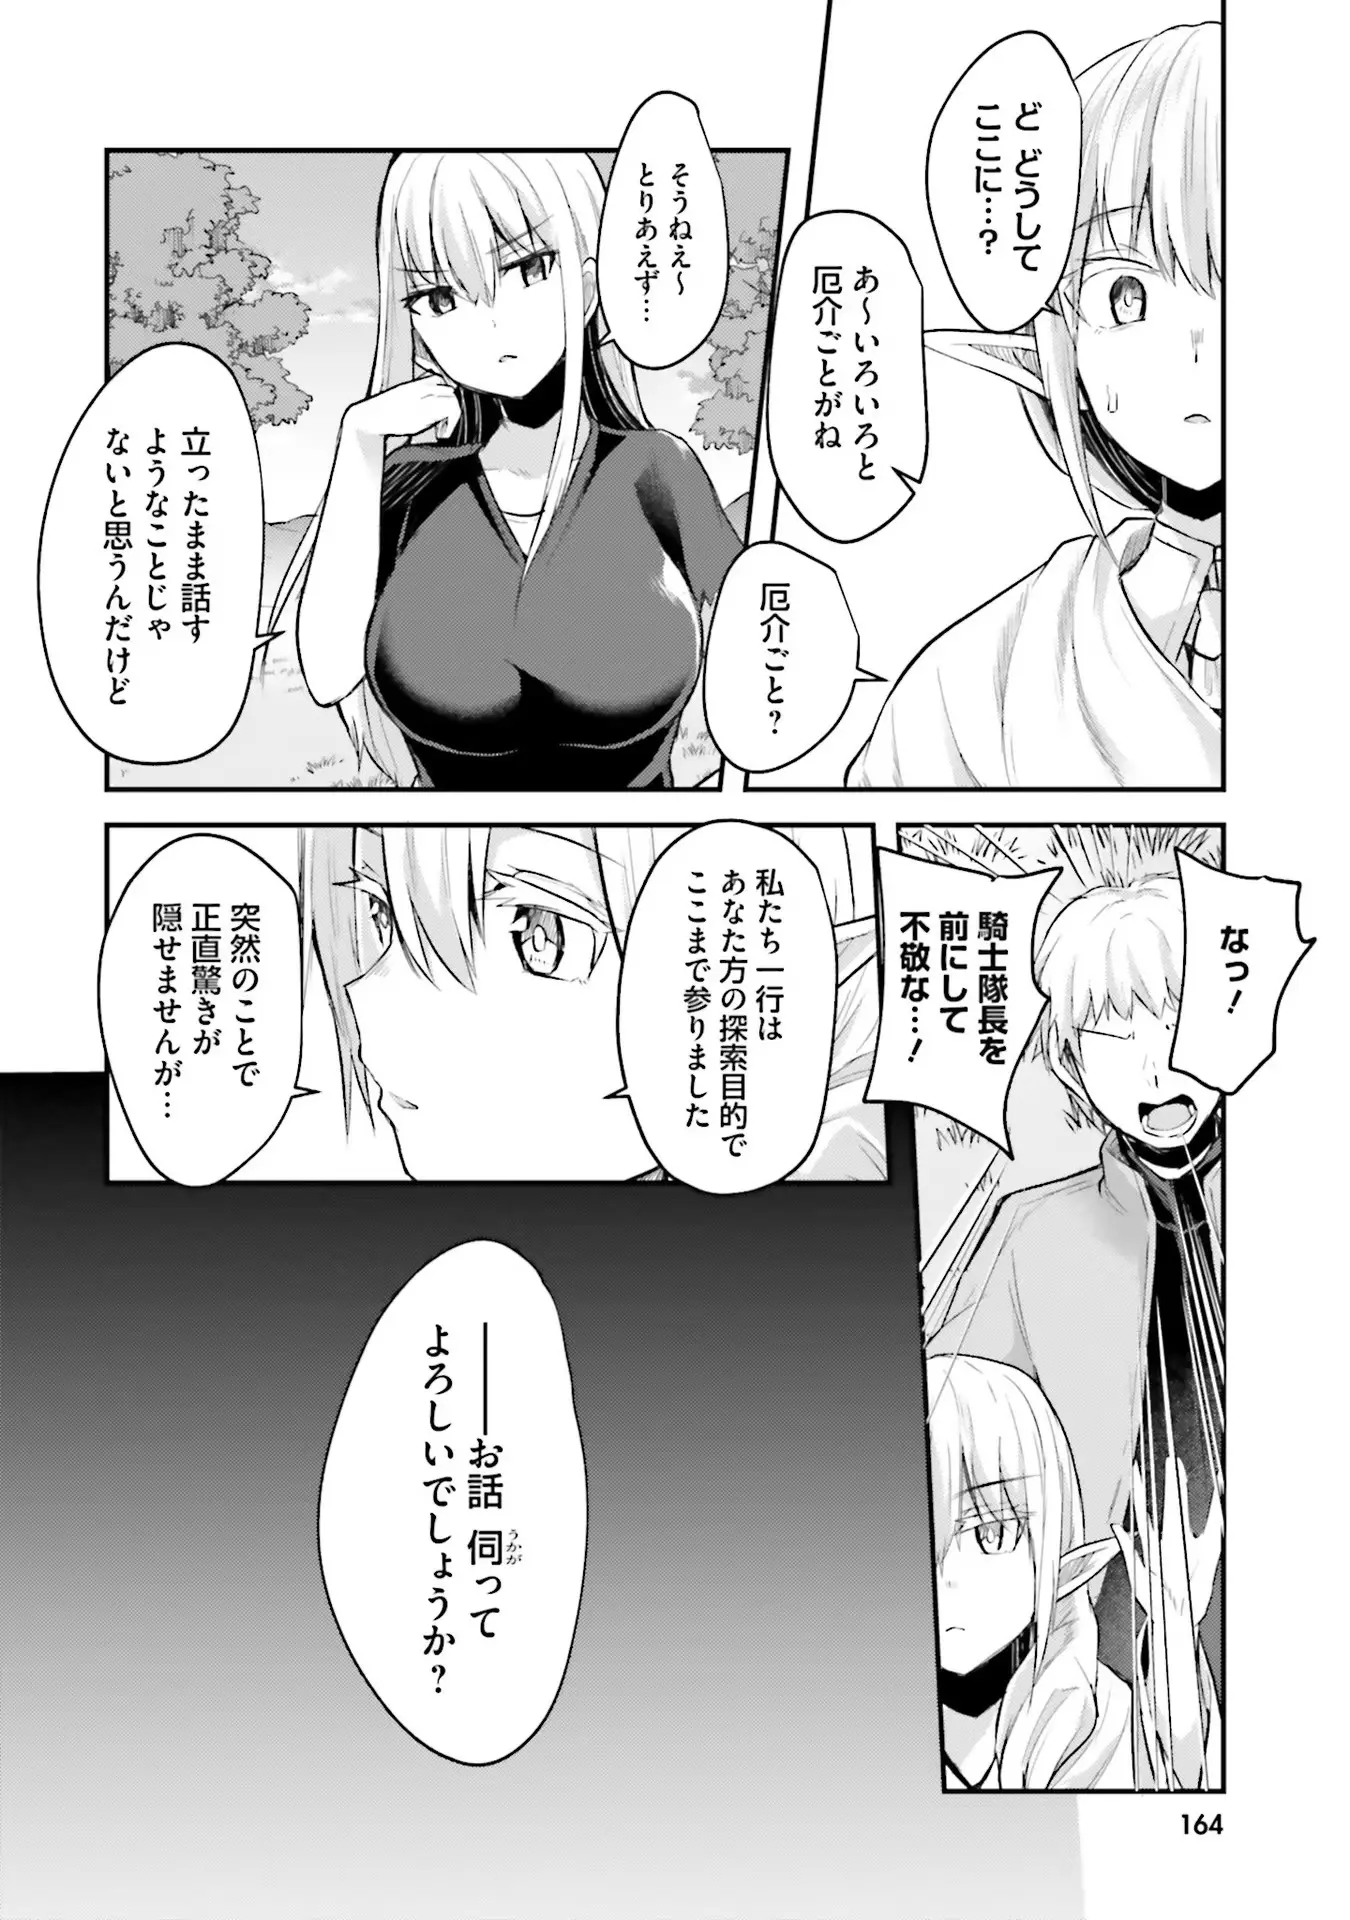 ど どうして
ここに…?
あ～いろいろと
厄介ごとがね
厄介ごと?
そうねえ～
とりあえず…
立ったまま話す
ようなことじゃ
ないと思うんだけど
なっ!
騎士隊長を
前にして
不敬な…!
私たち一行は
あなた方の探索目的で
ここまで参りました
突然のことで
正直驚きが
隠せませんが…
――お話 伺って
うかが
よろしいでしょうか?
164